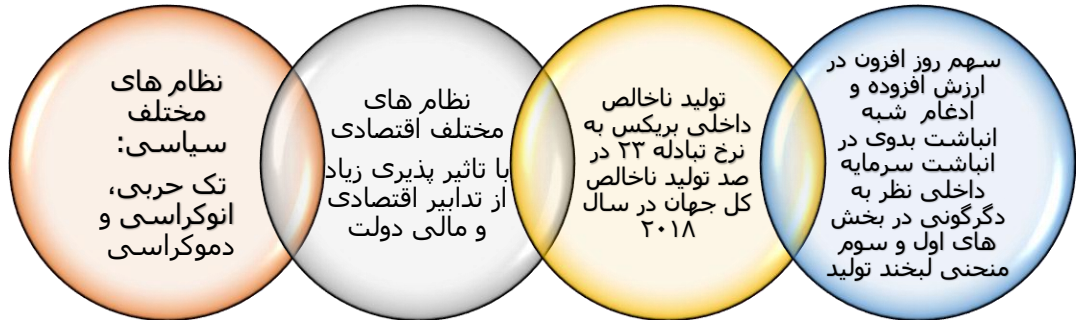 سهم روز افزون در
ارزش افزوده و
ادغام شبه
انباشت بدوی در
انباشت سرمایه
داخلی نظر به
دگرگونی در بخش
های اول و سوم
منحنی لبخند تولید
تولید ناخالص
داخلی بریکس به
نرخ تبادله ۲۳ در
صد تولید ناخالص
کل جهان در سال
۲۰۱۸
نظام های
مختلف اقتصادی
با تاثیر پذیری زیاد
از تدابیر اقتصادی
و مالی دولت
نظام های
مختلف
سیاسی:
تک حربی،
انوکراسی و
دموکراسی